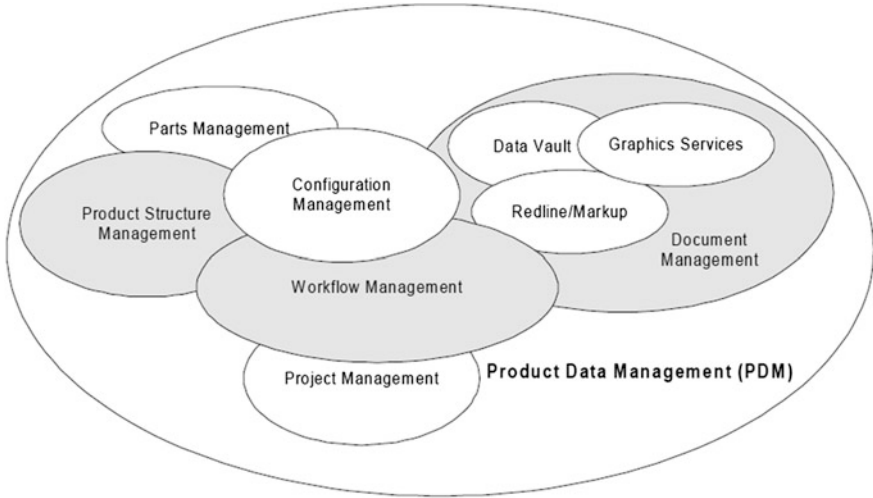 Parts Management
Data Vault
Graphics Services
Configuration
Management
Redline/Markup
Product Structure
Management
Document
Management
Workflow Management
Product Data Management (PDM)
Project Management